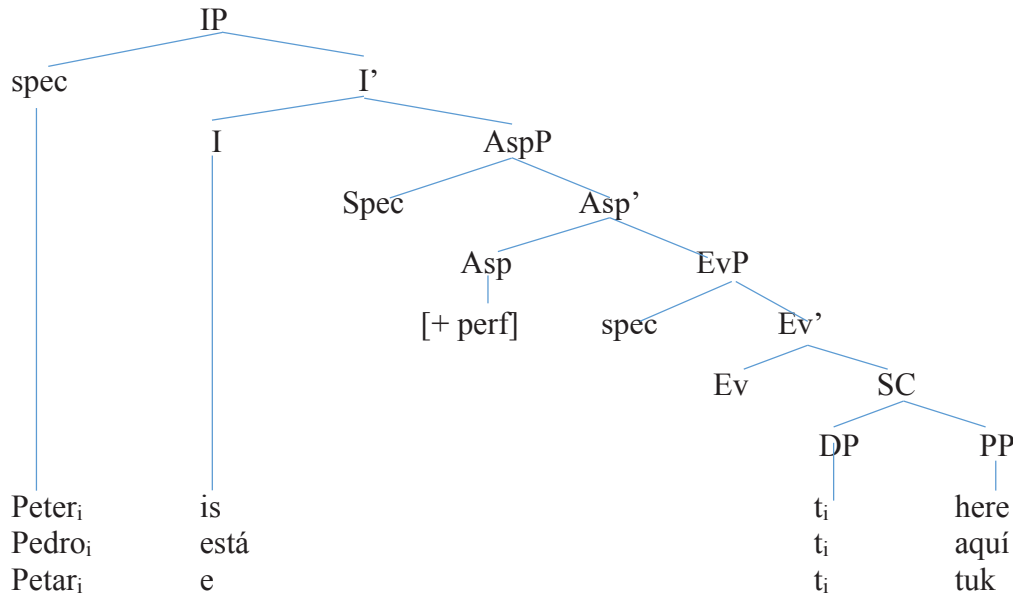 IP
spec I’
I AspP
Spec Asp’
Asp EvP
[+ perf] spec Ev’
Ev SC
DP PP
Peterᵢ is tᵢ here
Pedroᵢ está tᵢ aquí
Petarᵢ e tᵢ tuk